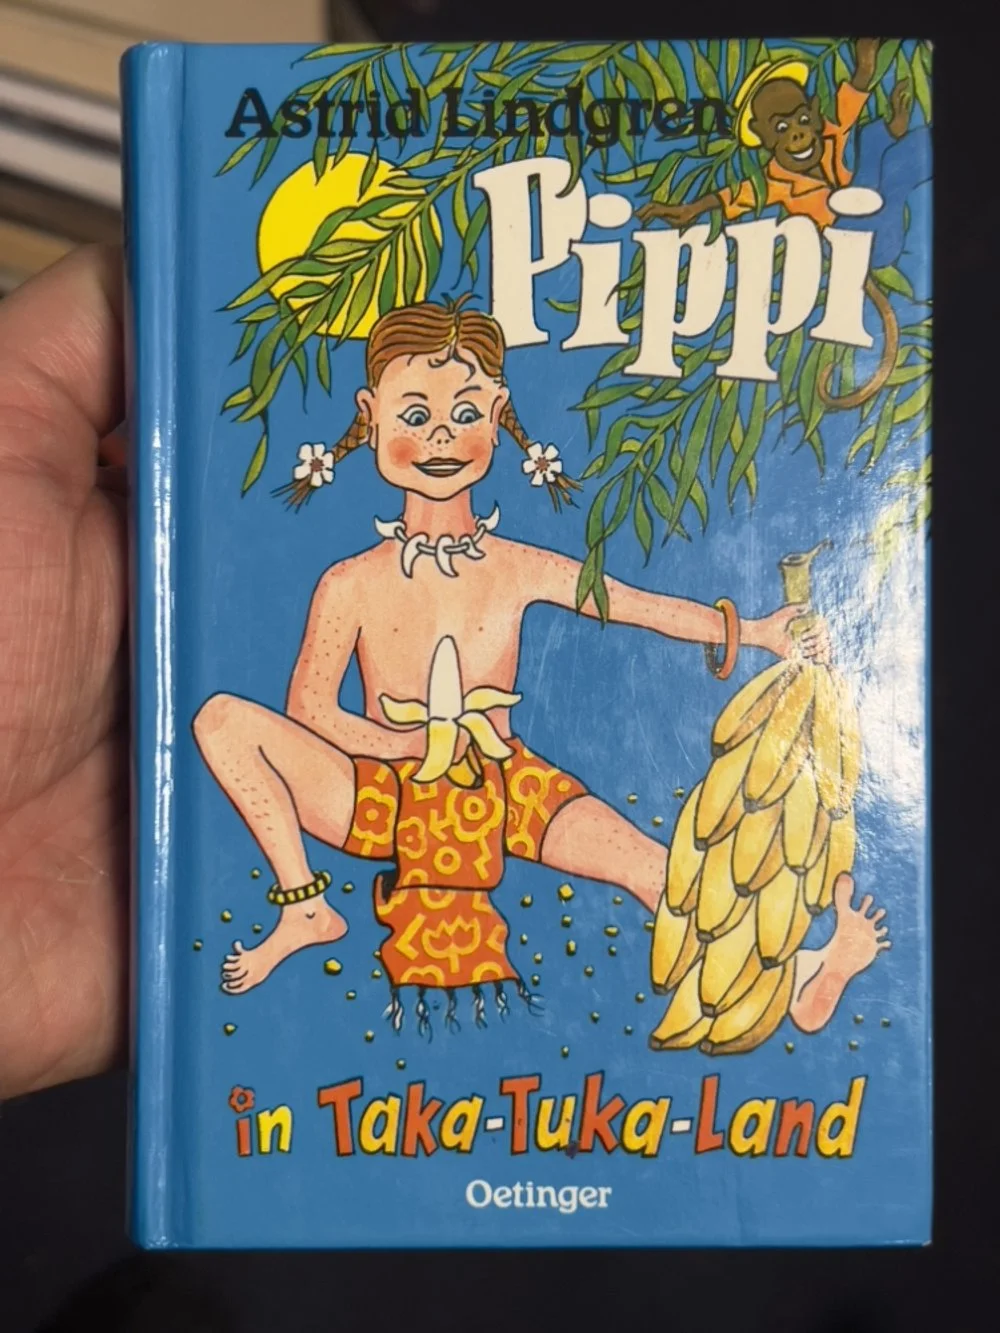 Astrid Lindgren
Pippi
in Taka-Tuka-Land
Oetinger